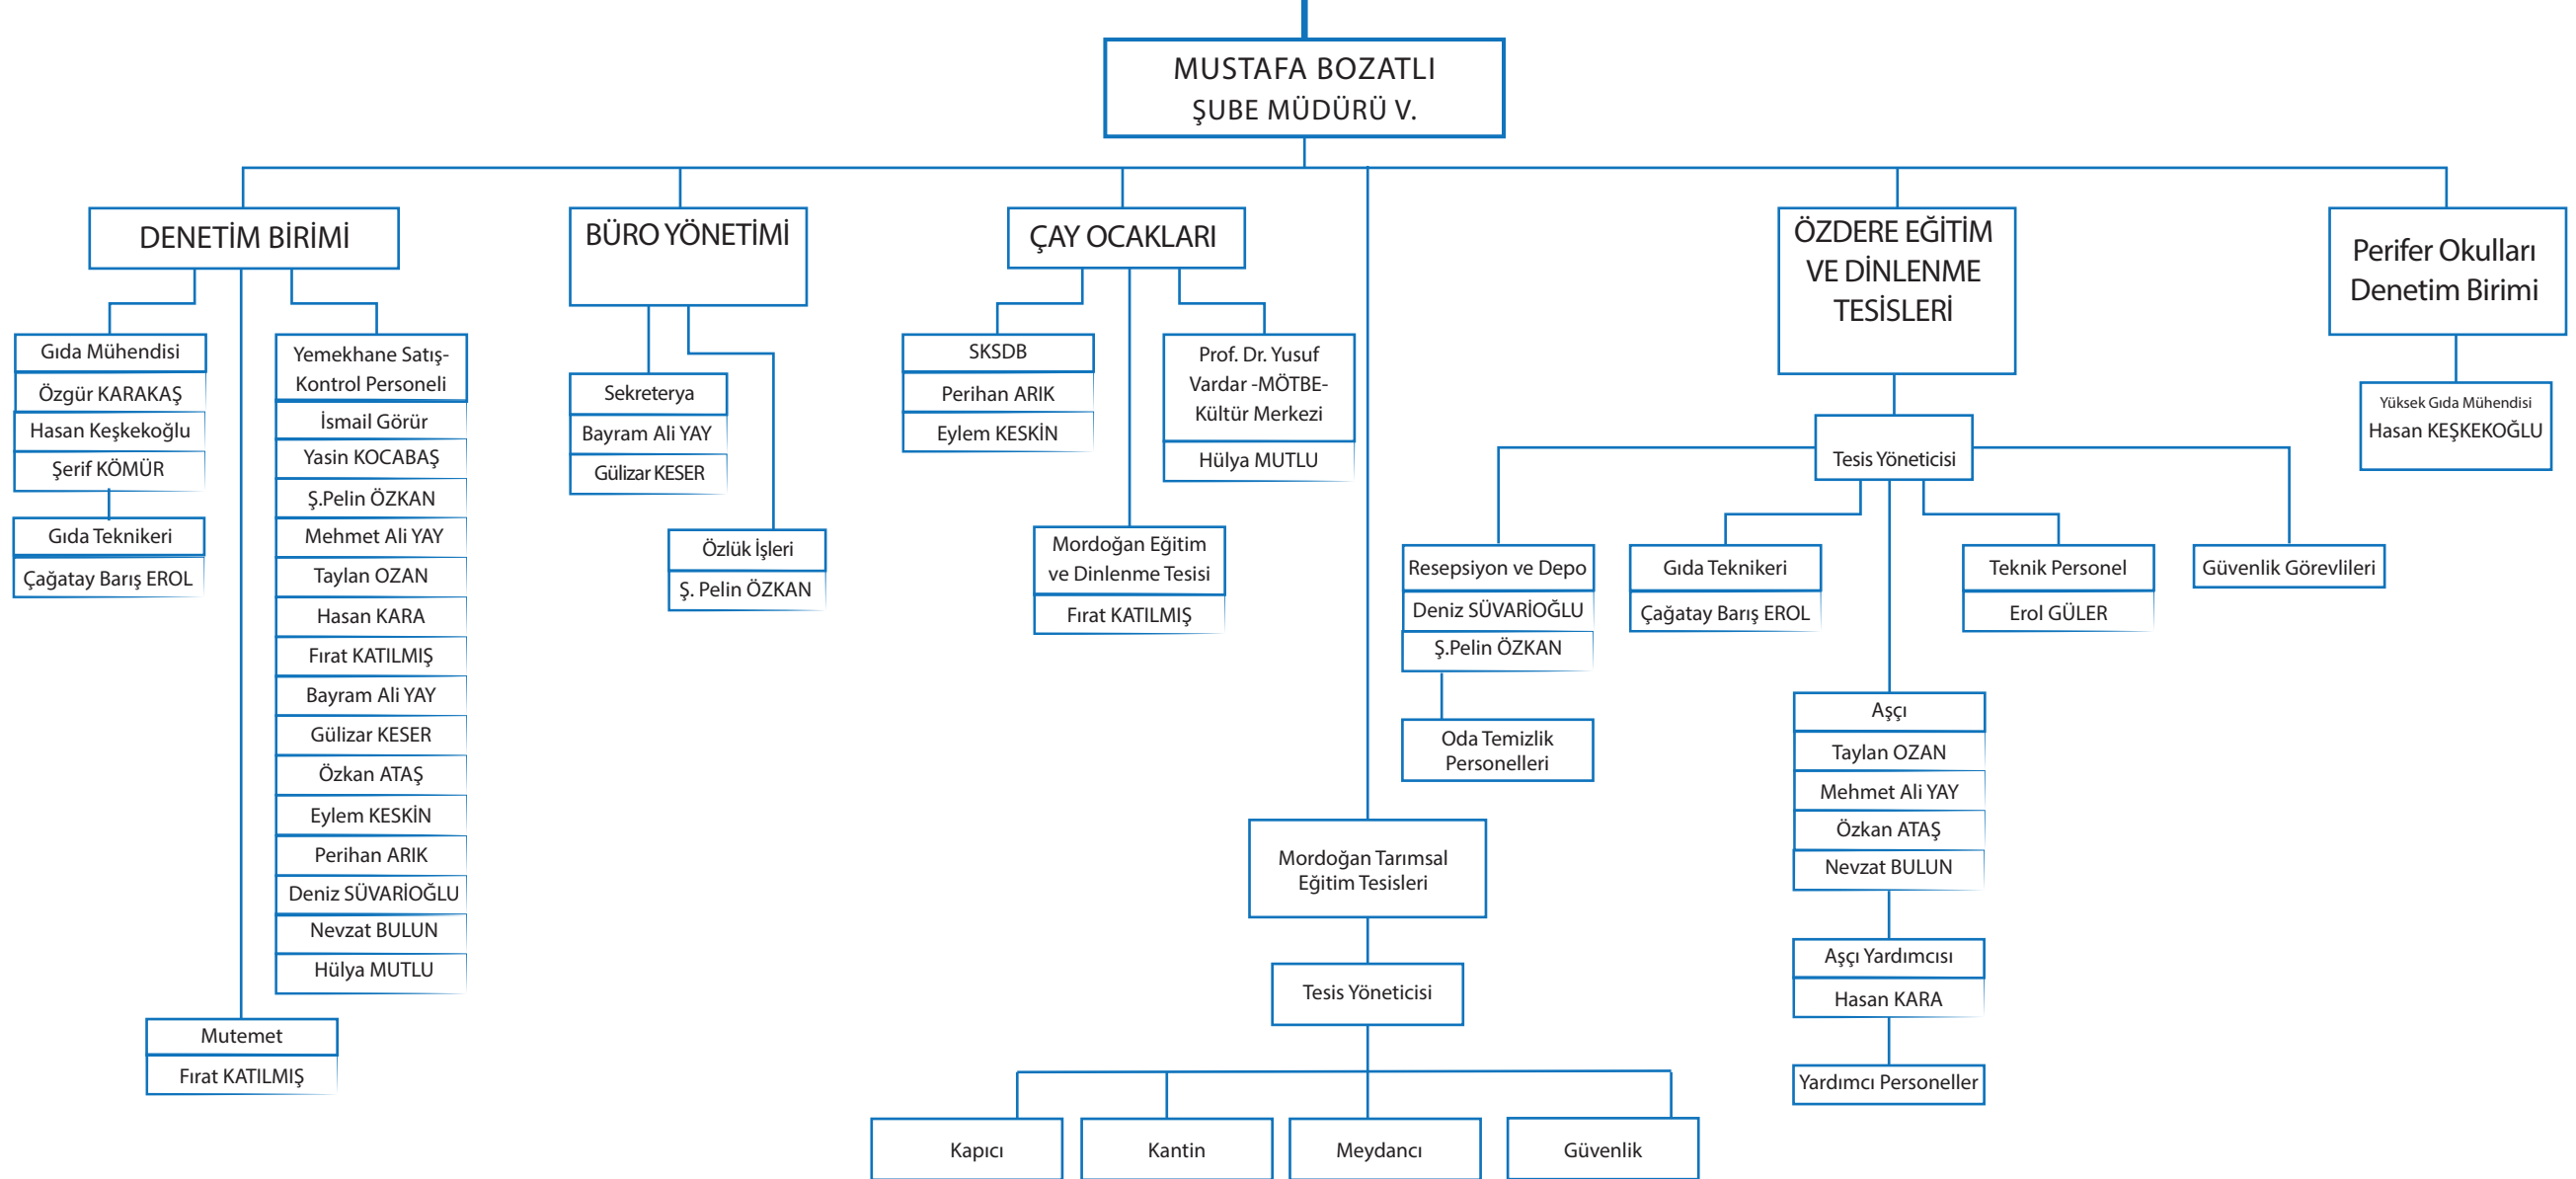 MUSTAFA BOZATLI
ŞUBE MÜDÜRÜ V.
DENETİM BİRİMİ
Gıda Mühendisi
Özgür KARAKAŞ
Hasan Keşkekoğlu
Şerif KÖMÜR
Gıda Teknikeri
Çağatay Barış EROL
Yemekhane Satış-
Kontrol Personeli
İsmail Görür
Yasin KOCABAŞ
Ş.Pelin ÖZKAN
Mehmet Ali YAY
Taylan OZAN
Hasan KARA
Fırat KATILMIŞ
Bayram Ali YAY
Gülizar KESER
Özkan ATAŞ
Eylem KESKİN
Perihan ARIK
Deniz SÜVARİOĞLU
Nevzat BULUN
Hülya MUTLU
Mutemet
Fırat KATILMIŞ
BÜRO YÖNETİMİ
Sekreterya
Bayram Ali YAY
Gülizar KESER
Özlük İşleri
Ş. Pelin ÖZKAN
ÇAY OCAKLARI
SKSDB
Perihan ARIK
Eylem KESKİN
Prof. Dr. Yusuf
Vardar -MÖTBE-
Kültür Merkezi
Hülya MUTLU
Mordoğan Eğitim
ve Dinlenme Tesisi
Fırat KATILMIŞ
Mordoğan Tarımsal
Eğitim Tesisleri
Tesis Yöneticisi
Kapıcı
Kantin
Meydancı
Güvenlik
ÖZDERE EĞİTİM
VE DİNLENME
TESİSLERİ
Tesis Yöneticisi
Resepsiyon ve Depo
Deniz SÜVARİOĞLU
Ş.Pelin ÖZKAN
Oda Temizlik
Personelleri
Gıda Teknikeri
Çağatay Barış EROL
Aşçı
Taylan OZAN
Mehmet Ali YAY
Özkan ATAŞ
Nevzat BULUN
Aşçı Yardımcısı
Hasan KARA
Yardımcı Personeller
Teknik Personel
Erol GÜLER
Güvenlik Görevlileri
Perifer Okulları
Denetim Birimi
Yüksek Gıda Mühendisi
Hasan KEŞKEKOĞLU